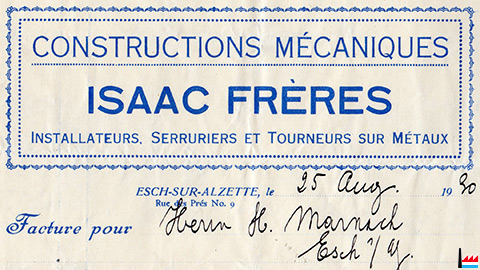 CONSTRUCTIONS MÉCANIQUES
ISAAC FRÈRES
INSTALLATEURS, SERRURIERS ET TOURNEURS SUR MÉTAUX
ESCH-SUR-ALZETTE, le 25 Aug. 1930
Rue des Prés No. 9
Facture pour Herrn H. Marnach
Esch